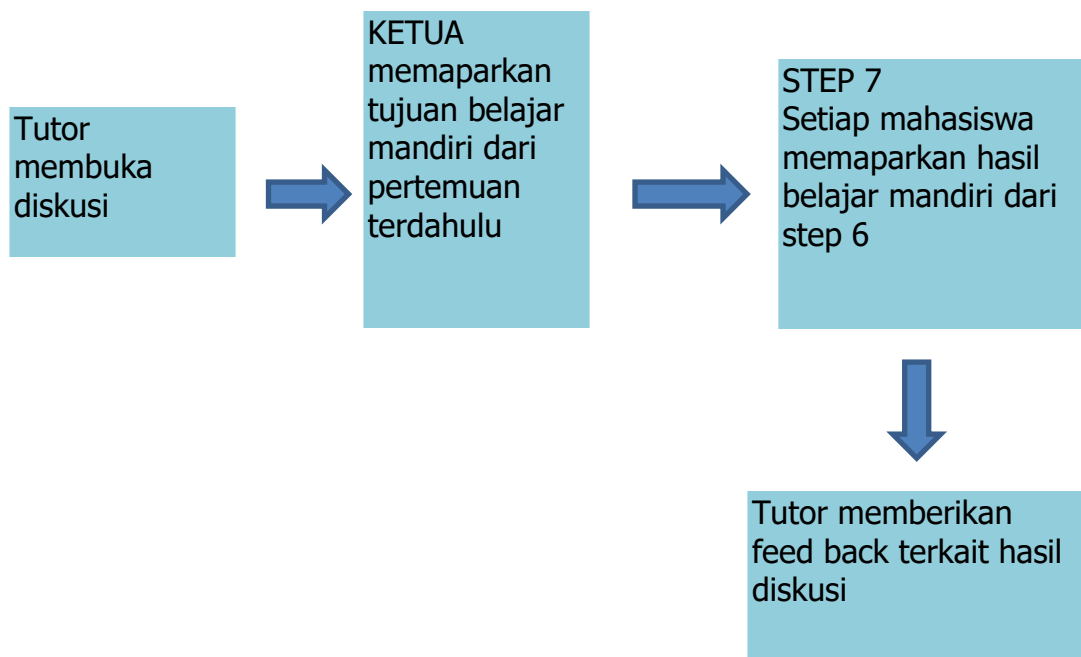 Tutor
membuka
diskusi
KETUA
memaparkan
tujuan belajar
mandiri dari
pertemuan
terdahulu
STEP 7
Setiap mahasiswa
memaparkan hasil
belajar mandiri dari
step 6
Tutor memberikan
feed back terkait hasil
diskusi